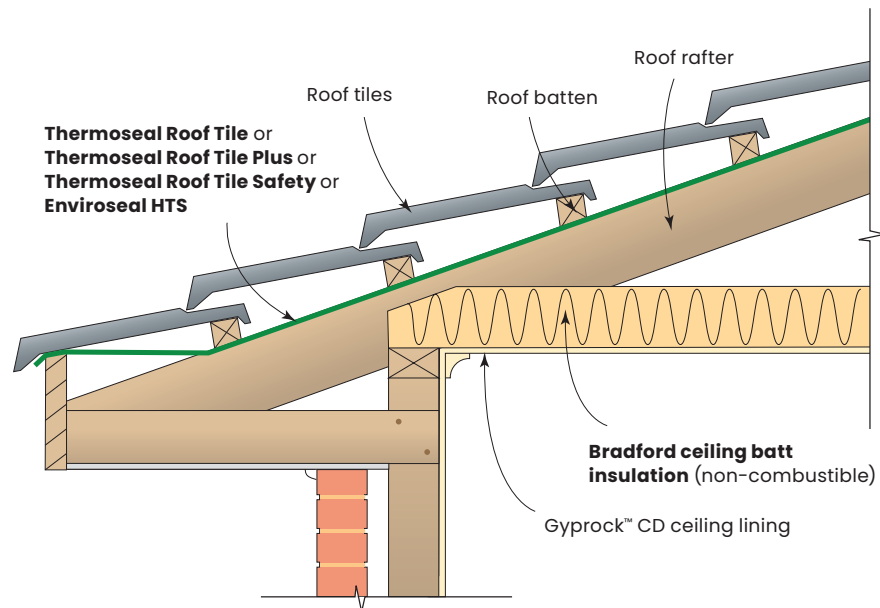 Roof rafter
Roof tiles
Roof batten
Thermoseal Roof Tile or
Thermoseal Roof Tile Plus or
Thermoseal Roof Tile Safety or
Enviroseal HTS
Bradford ceiling batt
insulation (non-combustible)
Gyprock™ CD ceiling lining